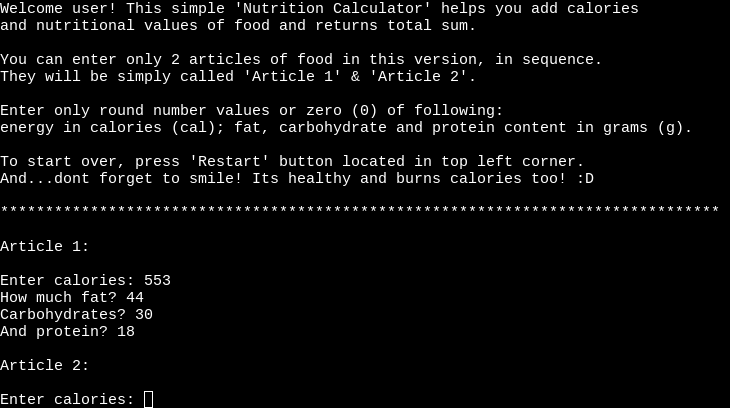 Welcome user! This simple 'Nutrition Calculator' helps you add calories
and nutritional values of food and returns total sum.
You can enter only 2 articles of food in this version, in sequence.
They will be simply called 'Article 1' & 'Article 2'.
Enter only round number values or zero (0) of following:
energy in calories (cal); fat, carbohydrate and protein content in grams (g).
To start over, press 'Restart' button located in top left corner.
And...dont forget to smile! Its healthy and burns calories too! :D
********************************************************************************
Article 1:
Enter calories: 553
How much fat? 44
Carbohydrates? 30
And protein? 18
Article 2:
Enter calories: